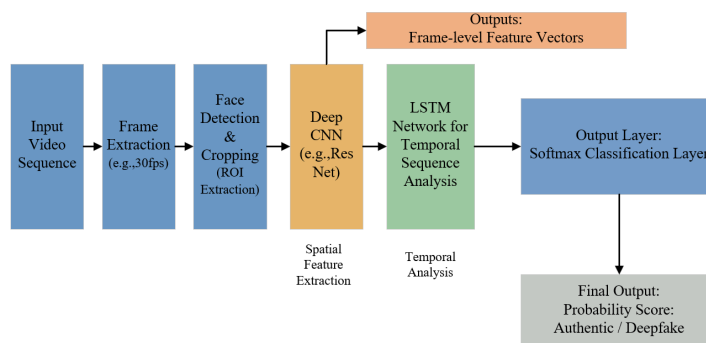 Outputs:
Frame-level Feature Vectors
Input
Video
Sequence
Frame
Extraction
(e.g.,30fps)
Face
Detection
&
Cropping
(ROI
Extraction)
Deep
CNN
(e.g.,Res
Net)
LSTM
Network for
Temporal
Sequence
Analysis
Output Layer:
Softmax Classification Layer
Spatial
Feature
Extraction
Temporal
Analysis
Final Output:
Probability Score:
Authentic / Deepfake